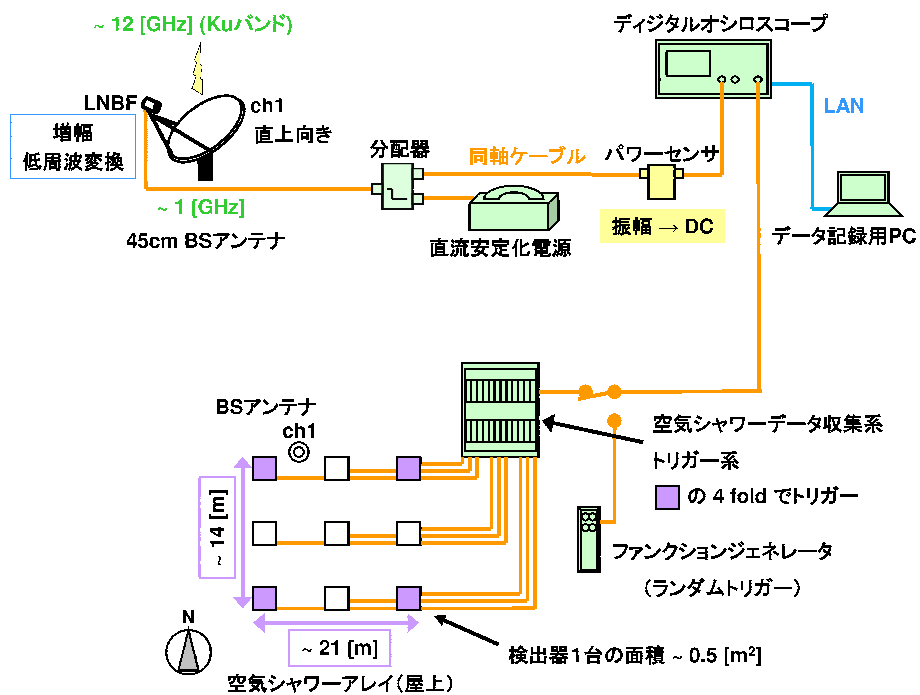 ~ 12 [GHz] (Kuバンド)
ディジタルオシロスコープ
LNBF
ch1
直上向き
増幅
低周波変換
分配器
同軸ケーブル
パワーセンサ
LAN
~ 1 [GHz]
45cm BSアンテナ
直流安定化電源
振幅 → DC
データ記録用PC
BSアンテナ
ch1
空気シャワーデータ収集系
トリガー系
の 4 fold でトリガー
~ 14 [m]
ファンクションジェネレータ
(ランダムトリガー)
N
~ 21 [m]
検出器1台の面積 ~ 0.5 [m²]
空気シャワーアレイ(屋上)